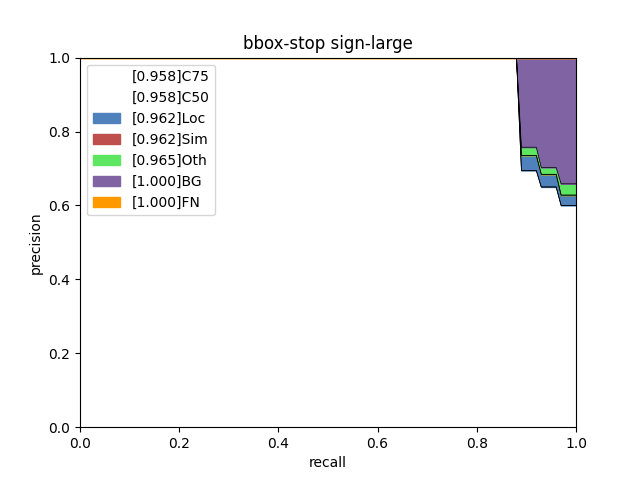 bbox-stop sign-large
[0.958]C75
[0.958]C50
[0.962]Loc
[0.962]Sim
[0.965]Oth
[1.000]BG
[1.000]FN
1.0
0.8
0.6
0.4
0.2
0.0
precision
0.0 0.2 0.4 0.6 0.8 1.0
recall